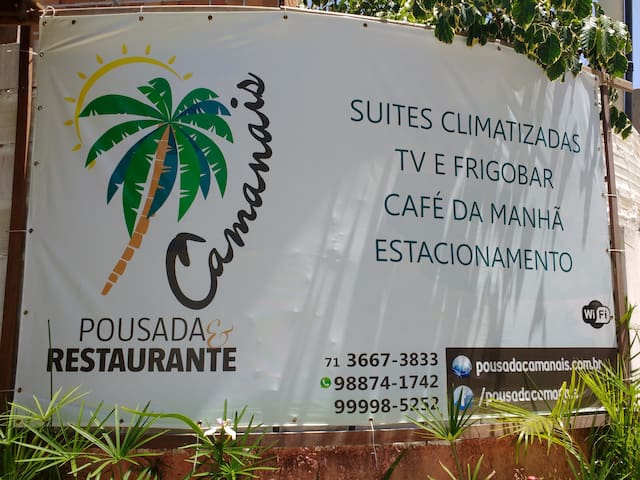 Camanais
POUSADA &
RESTAURANTE
SUITES CLIMATIZADAS
TV E FRIGOBAR
CAFÉ DA MANHÃ
ESTACIONAMENTO
WiFi
71 3667-3833
98874-1742
99998-5252
pousadacamanais.com.br
/pousadacamanais